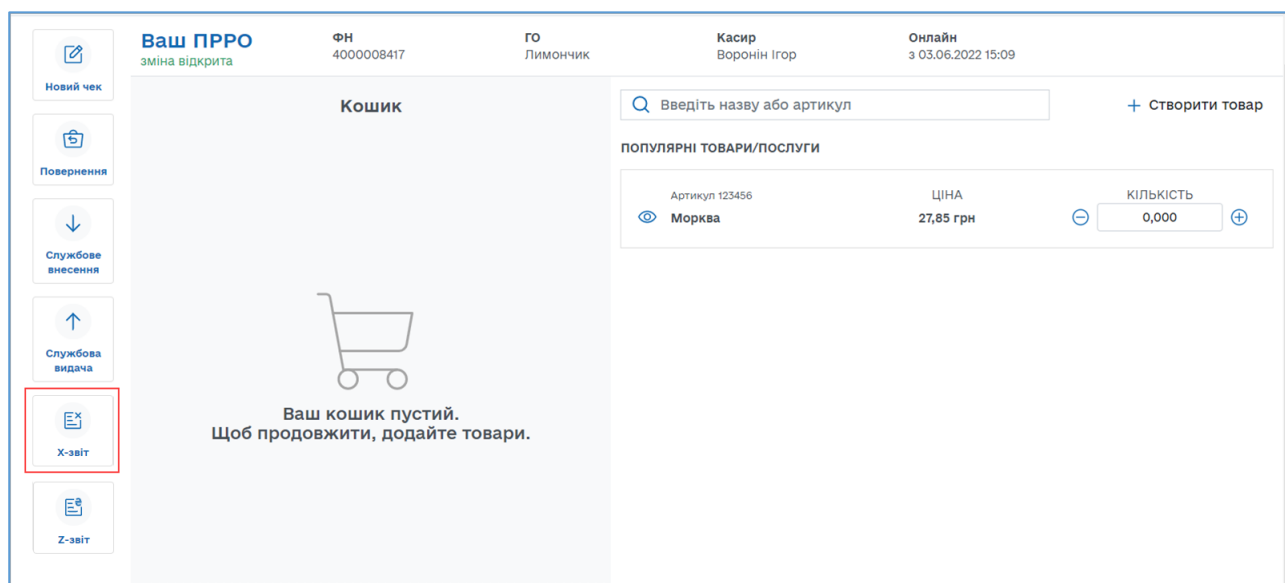 Новий чек
Повернення
Службове
внесення
Службова
видача
X-звіт
Z-звіт
Ваш ПРРО
зміна відкрита
ФН
4000008417
ГО
Лимончик
Касир
Воронін Ігор
Онлайн
з 03.06.2022 15:09
Кошик
Ваш кошик пустий.
Щоб продовжити, додайте товари.
Введіть назву або артикул
+ Створити товар
ПОПУЛЯРНІ ТОВАРИ/ПОСЛУГИ
Артикул 123456
Морква
ЦІНА
27,85 грн
КІЛЬКІСТЬ
0,000